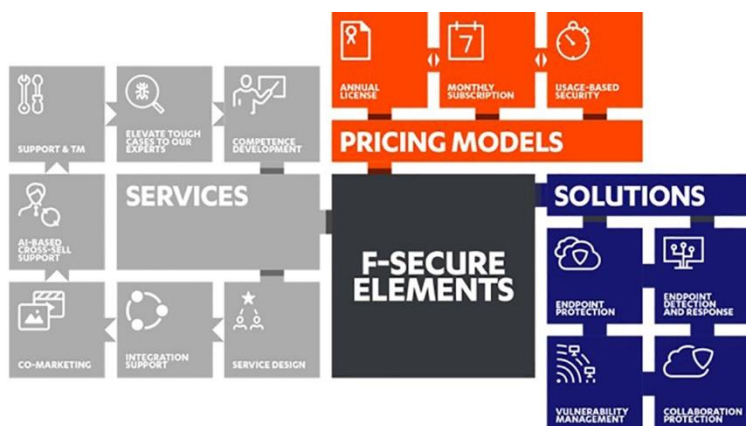 ANNUAL
LICENSE
7
MONTHLY
SUBSCRIPTION
USAGE-BASED
SECURITY
PRICING MODELS
SUPPORT & TM
ELEVATE TOUGH
CASES TO OUR
EXPERTS
COMPETENCE
DEVELOPMENT
AI-BASED
CROSS-SELL
SUPPORT
SERVICES
CO-MARKETING
INTEGRATION
SUPPORT
SERVICE DESIGN
F-SECURE
ELEMENTS
SOLUTIONS
ENDPOINT
PROTECTION
ENDPOINT
DETECTION
AND RESPONSE
VULNERABILITY
MANAGEMENT
COLLABORATION
PROTECTION